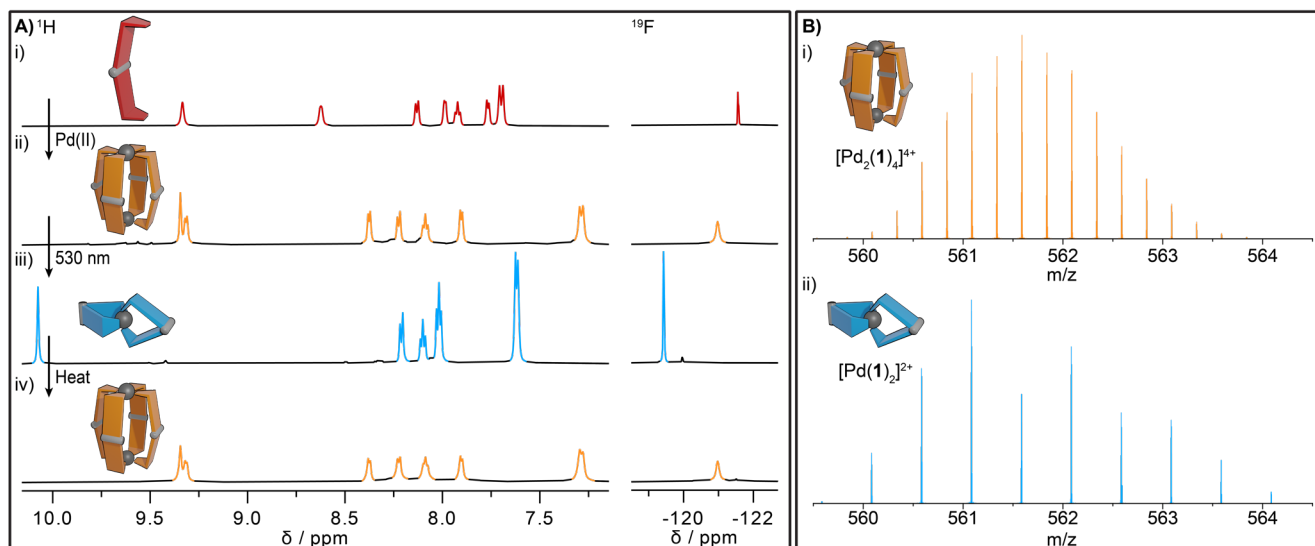 A) ¹H
¹⁹F
i)
Pd(II)
ii)
530 nm
iii)
Heat
iv)
10.0 9.5 9.0 8.5 8.0 7.5
-120 -122
δ / ppm
δ / ppm
B)
i)
[Pd₂(1)₄]⁴⁺
560 561 562 563 564
m/z
ii)
[Pd(1)₂]²⁺
560 561 562 563 564
m/z